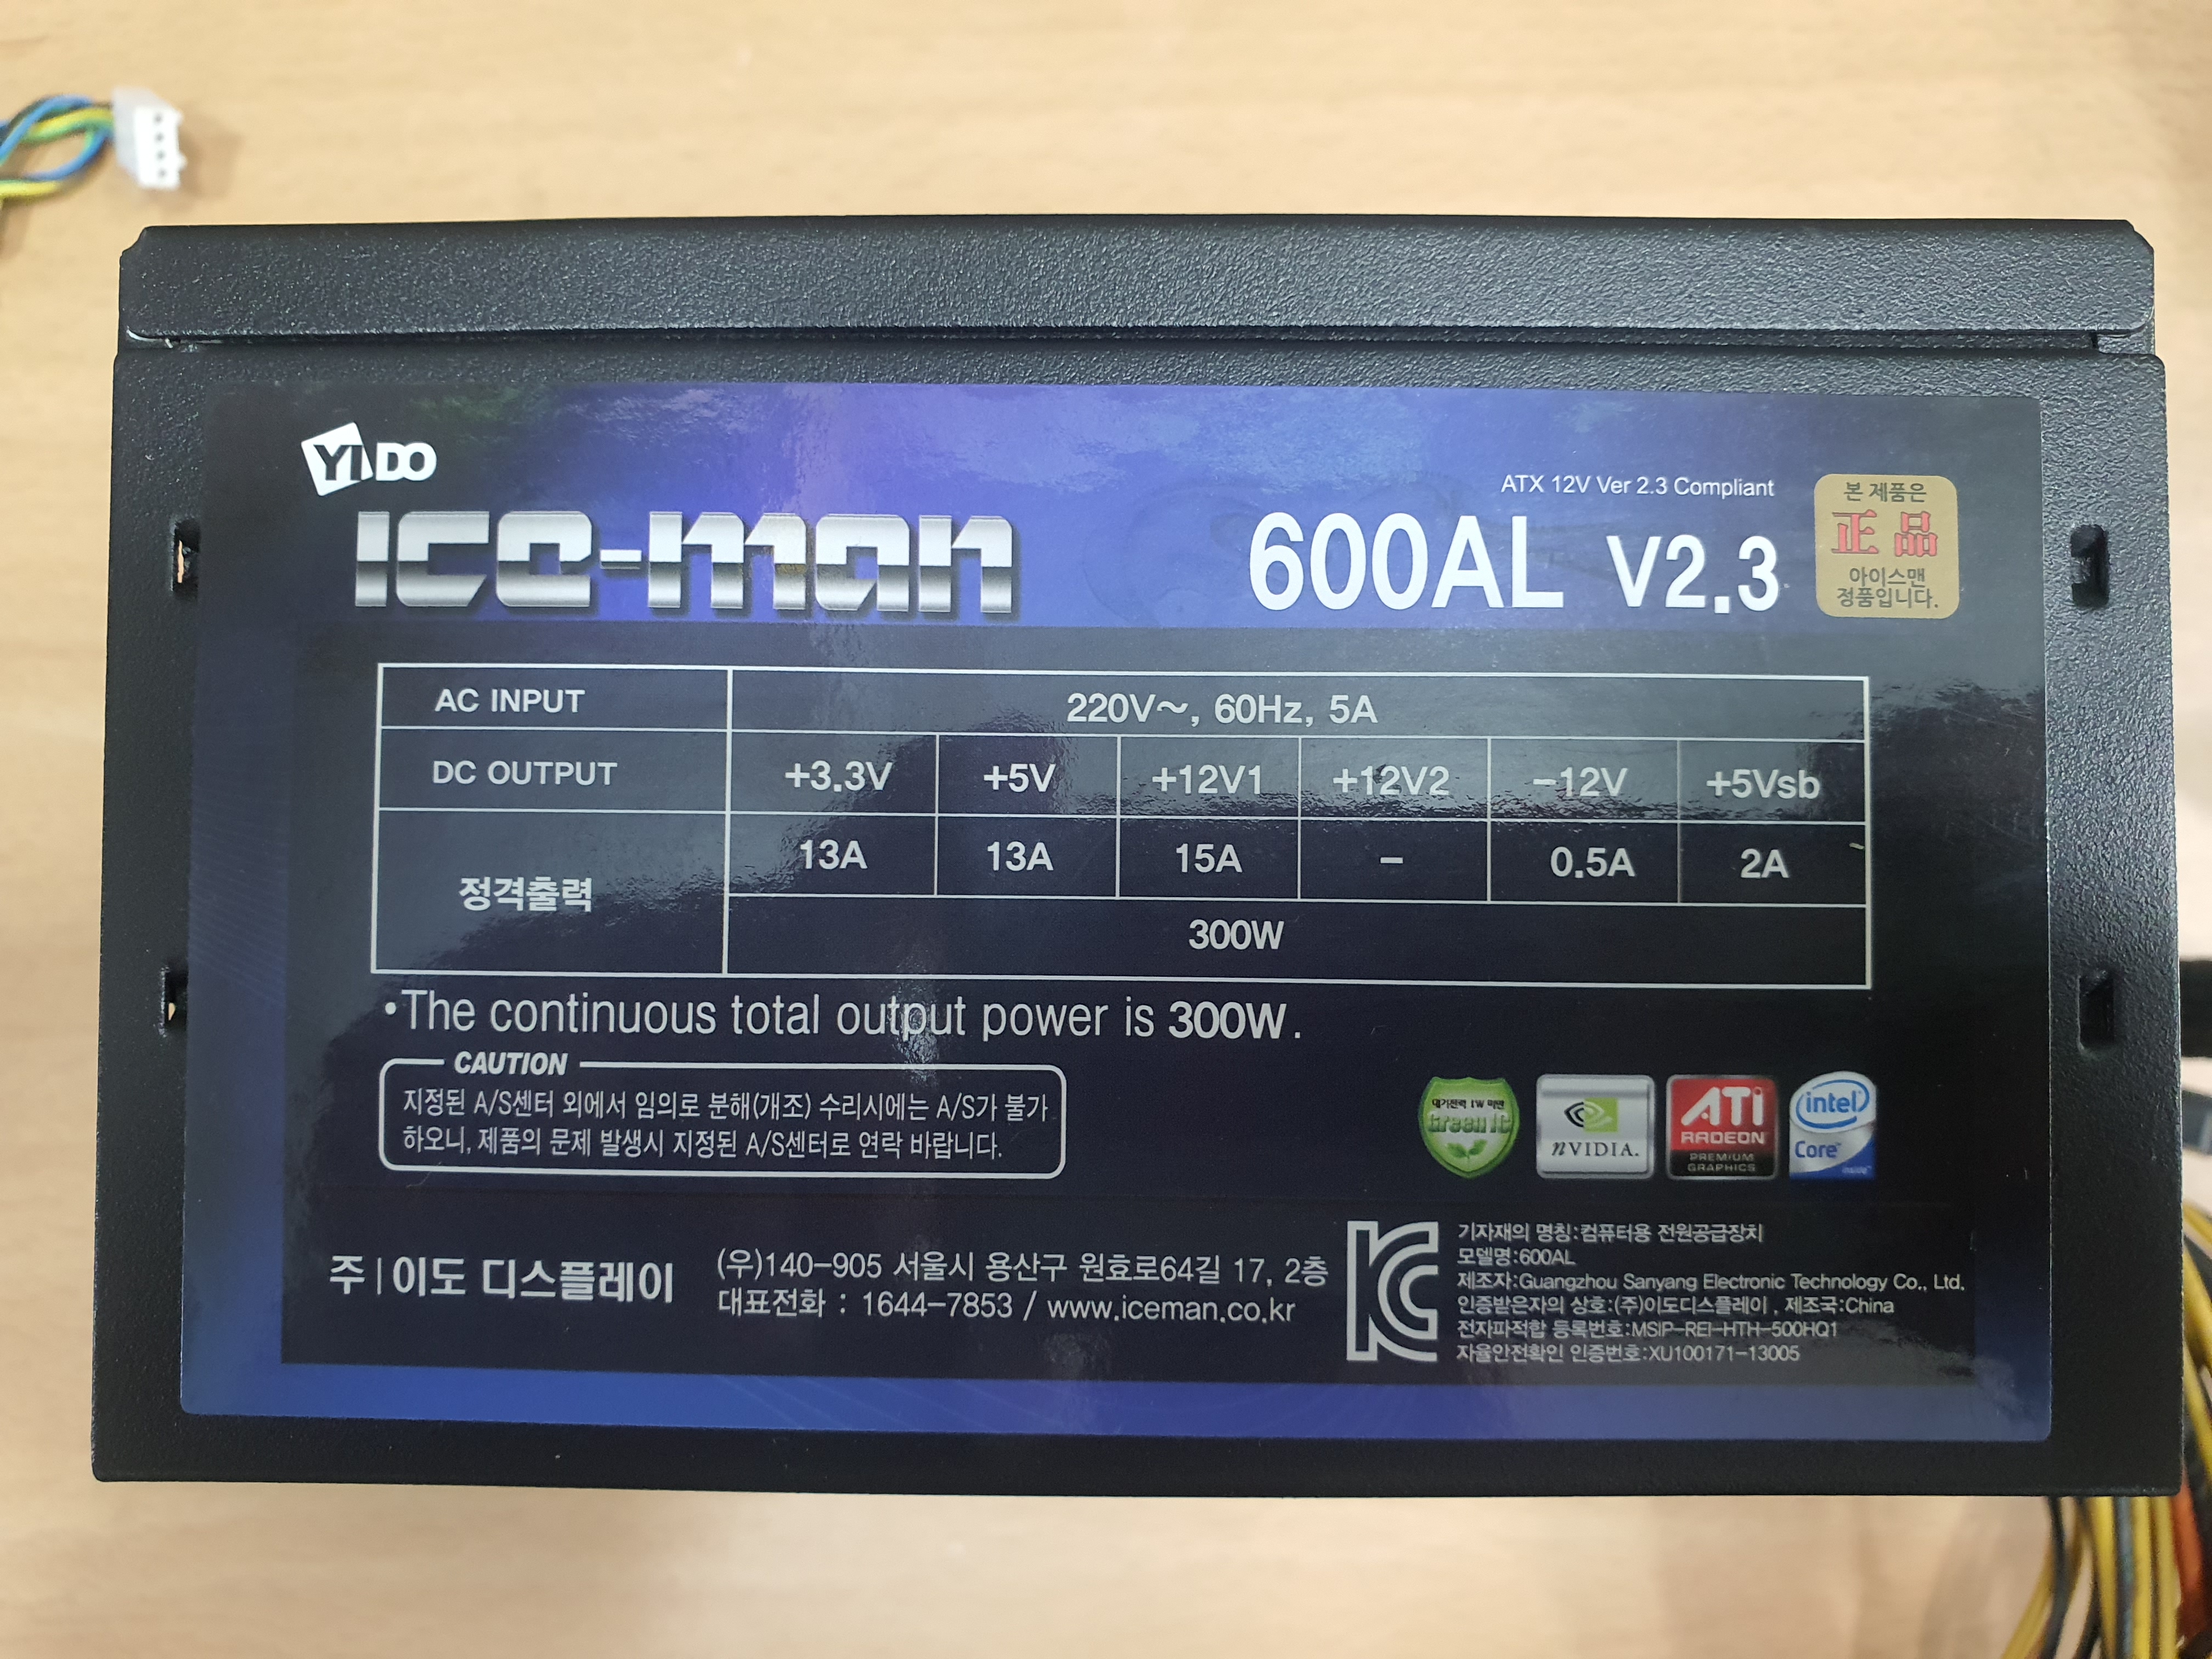 YIDO
ice-man
ATX 12V Ver 2.3 Compliant
600AL V2.3
본 제품은
正品
아이스맨
정품입니다.
AC INPUT 220V~, 60Hz, 5A
DC OUTPUT +3.3V +5V +12V1 +12V2 -12V +5Vsb
정격출력 13A 13A 15A - 0.5A 2A
300W
•The continuous total output power is 300W.
CAUTION
지정된 A/S센터 외에서 임의로 분해(개조) 수리시에는 A/S가 불가
하오니, 제품의 문제 발생시 지정된 A/S센터로 연락 바랍니다.
대기전력 1W 미만
Green IC
nVIDIA.
ATI
RADEON
PREMIUM
GRAPHICS
intel
Core™
inside™
주|이도 디스플레이
(우)140-905 서울시 용산구 원효로64길 17, 2층
대표전화 : 1644-7853 / www.iceman.co.kr
기자재의 명칭:컴퓨터용 전원공급장치
모델명:600AL
제조자:Guangzhou Sanyang Electronic Technology Co., Ltd.
인증받은자의 상호:(주)이도디스플레이 , 제조국:China
전자파적합 등록번호:MSIP-REI-HTH-500HQ1
자율안전확인 인증번호:XU100171-13005